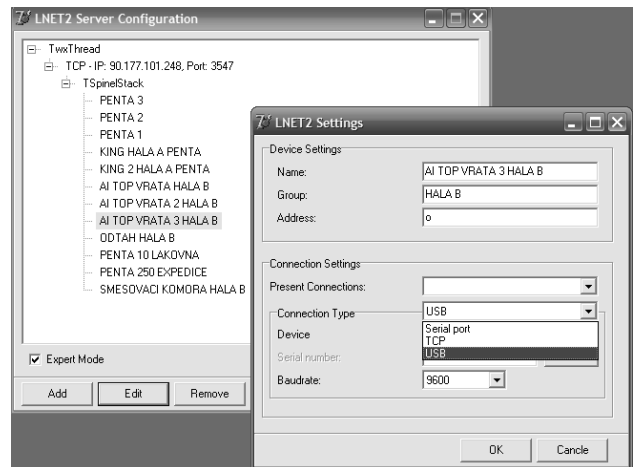 LNET2 Server Configuration
TwxThread
TCP - IP: 90.177.101.248, Port: 3547
TSpinelStack
PENTA 3
PENTA 2
PENTA 1
KING HALA A PENTA
KING 2 HALA A PENTA
AI TOP VRATA HALA B
AI TOP VRATA 2 HALA B
AI TOP VRATA 3 HALA B
ODTAH HALA B
PENTA 10 LAKOVNA
PENTA 250 EXPEDICE
SMESOVACI KOMORA HALA B
Expert Mode
Add Edit Remove
LNET2 Settings
Device Settings
Name: AI TOP VRATA 3 HALA B
Group: HALA B
Address: o
Connection Settings
Present Connections:
Connection Type USB
Serial port
TCP
USB
Device
Serial number:
Baudrate: 9600
OK Cancle